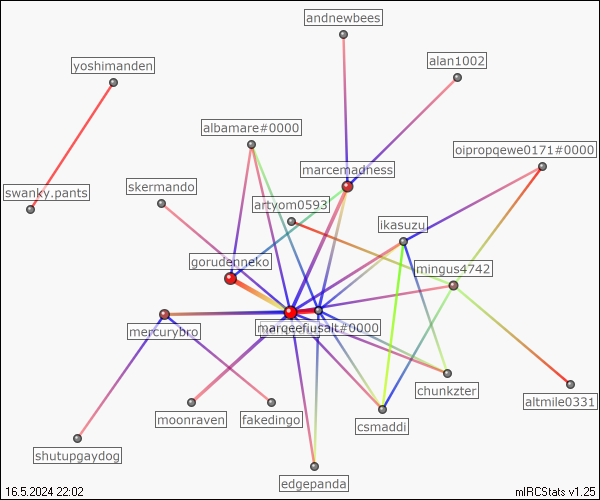 andnewbees
yoshimanden
alan1002
albamare#0000
oipropqewe0171#0000
marcemadness
skermando
swanky.pants
artyom0593
ikasuzu
gorudenneko
mingus4742
mercurybro
salt#0000
chunkzter
altmile0331
moonraven
fakedingo
csmaddi
shutupgaydog
edgepanda
16.5.2024 22:02
mIRCStats v1.25